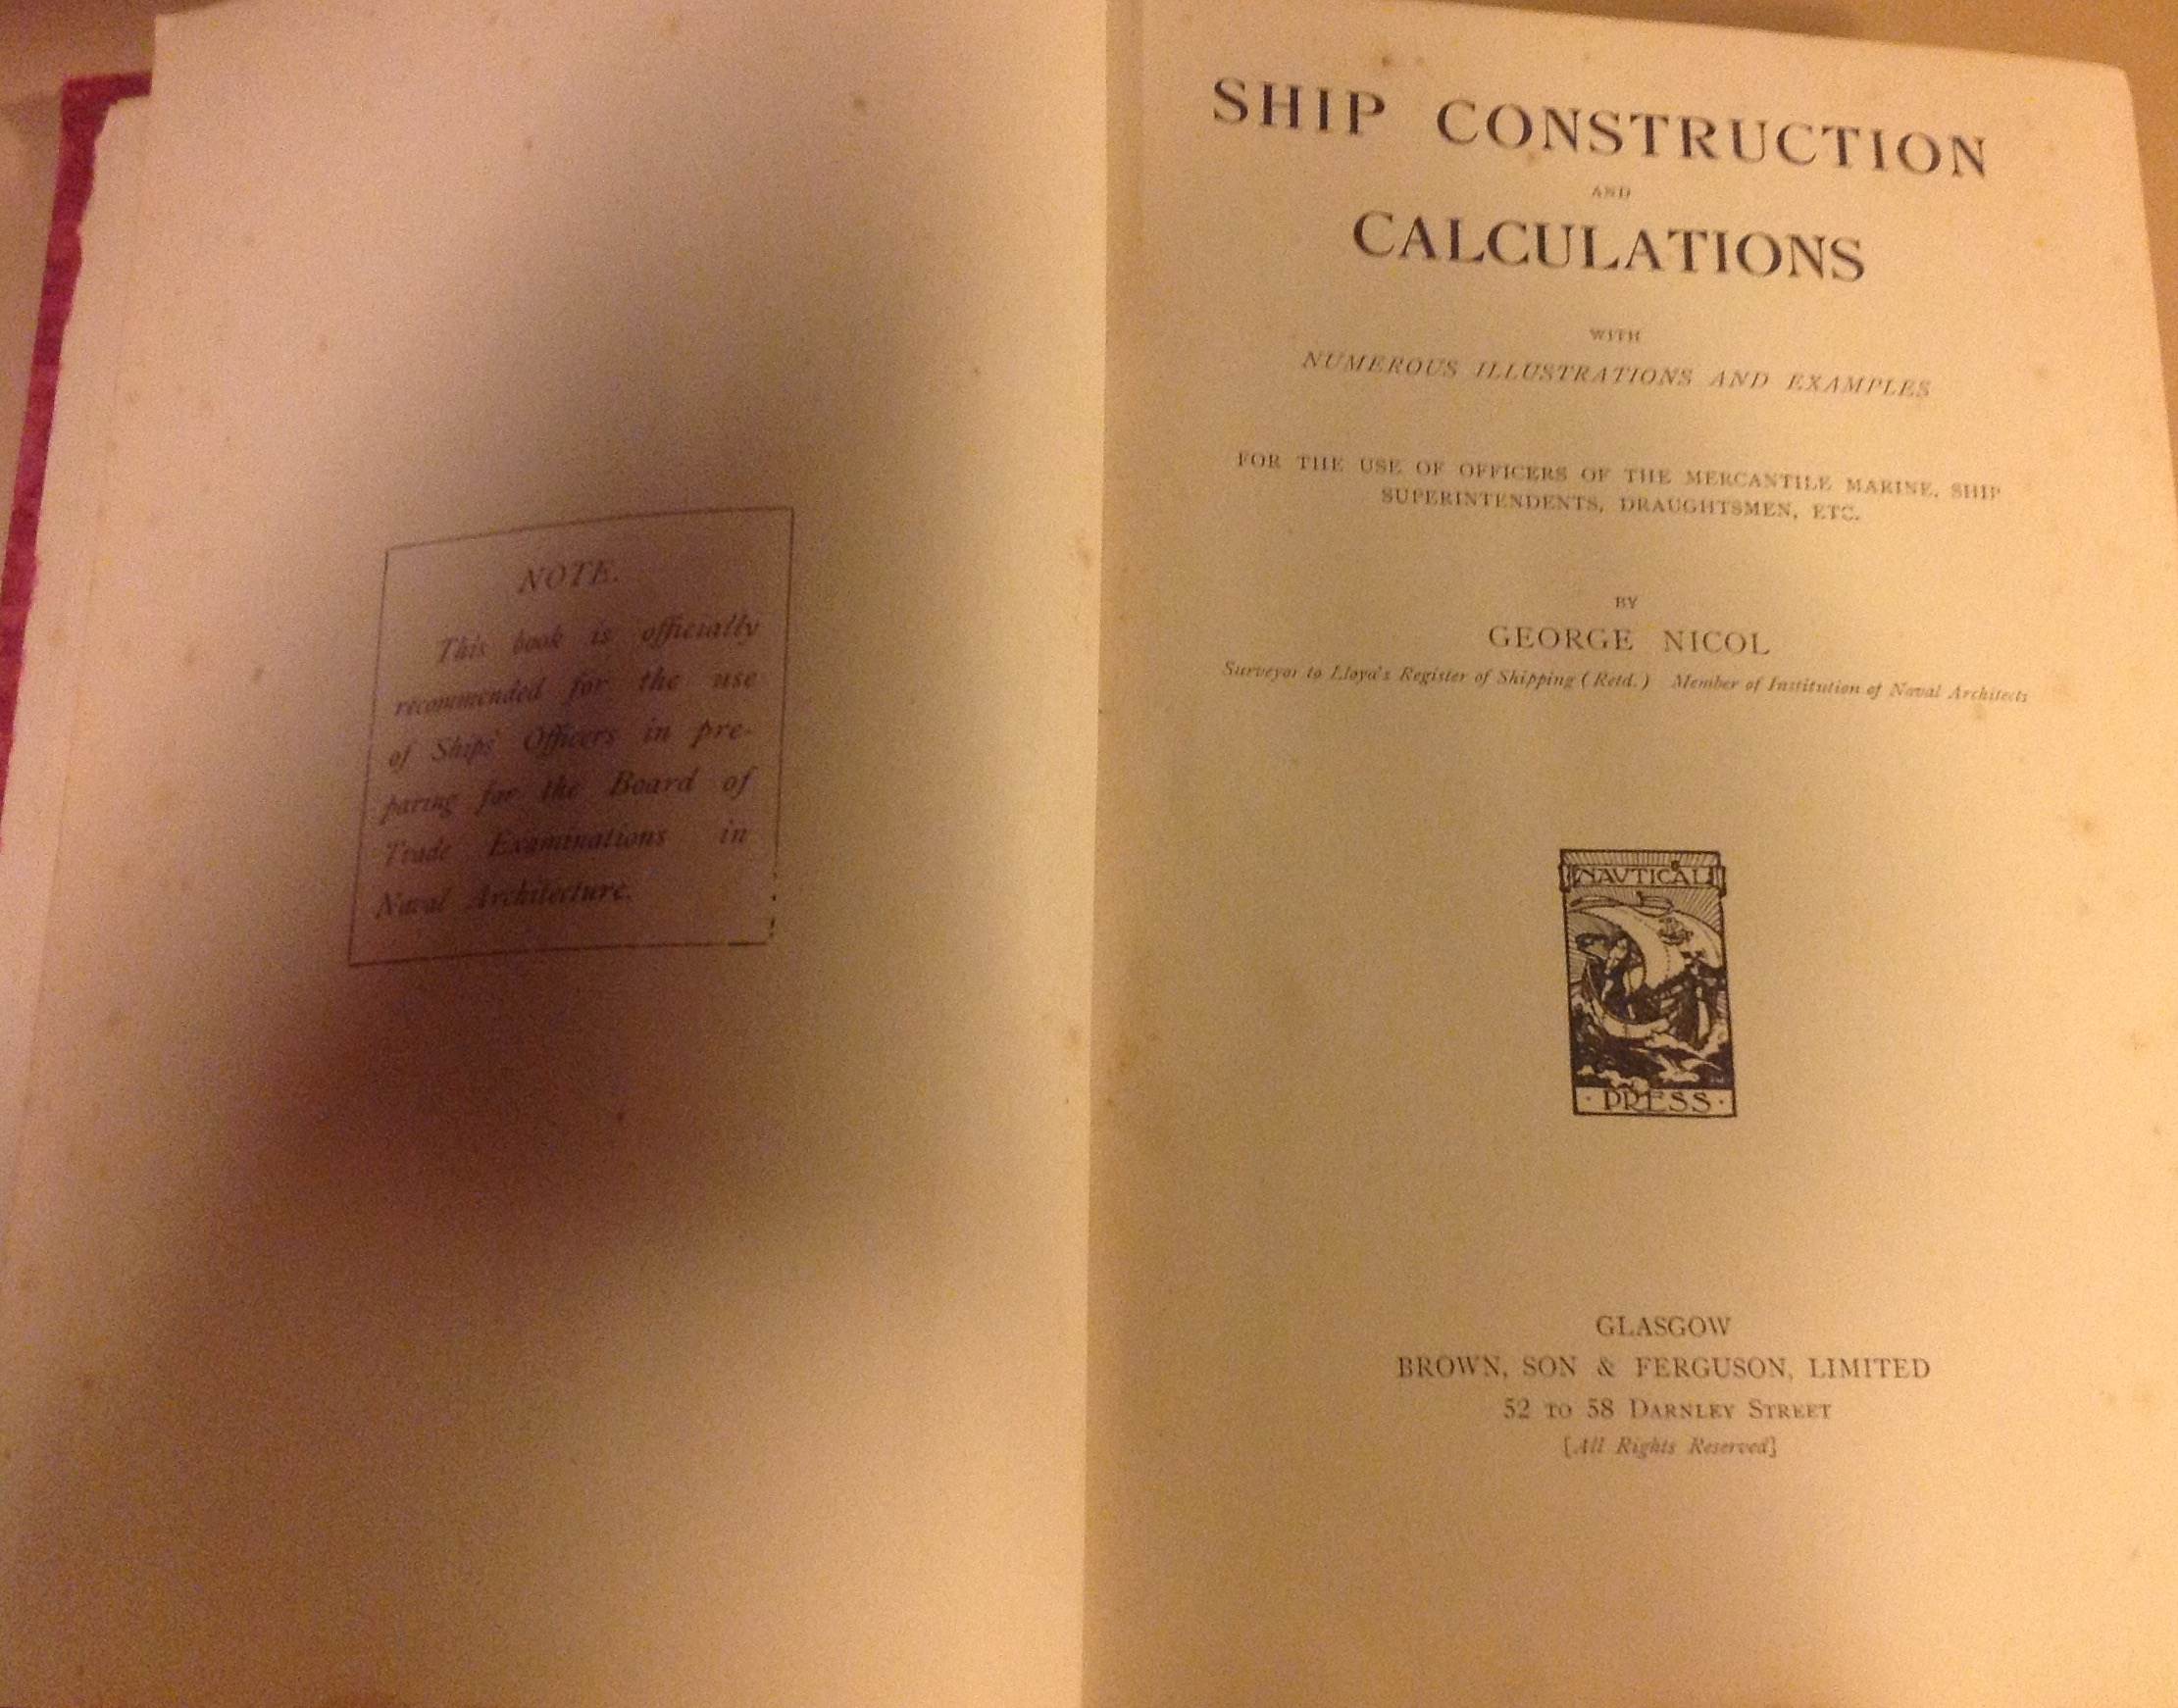 NOTE.
This book is officially
recommended for the use
of Ships' Officers in pre-
paring for the Board of
Trade Examinations in
Naval Architecture.
SHIP CONSTRUCTION
AND
CALCULATIONS
WITH
NUMEROUS ILLUSTRATIONS AND EXAMPLES
FOR THE USE OF OFFICERS OF THE MERCANTILE MARINE, SHIP
SUPERINTENDENTS, DRAUGHTSMEN, ETC.
BY
GEORGE NICOL
Surveyor to Lloyd's Register of Shipping (Retd.) Member of Institution of Naval Architects
NAVTICAL
· PRESS ·
GLASGOW
BROWN, SON & FERGUSON, LIMITED
52 TO 58 DARNLEY STREET
[All Rights Reserved]